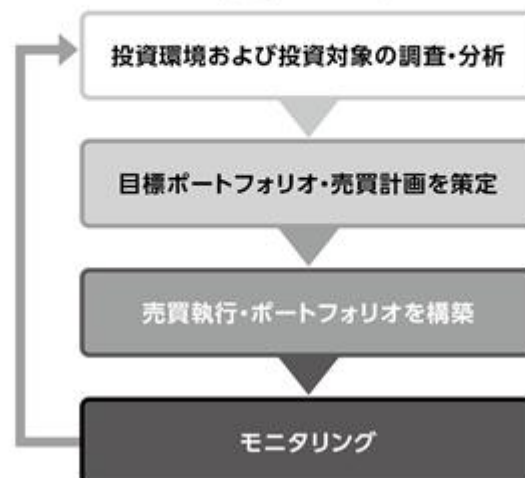 投資環境および投資対象の調査・分析
目標ポートフォリオ・売買計画を策定
売買執行・ポートフォリオを構築
モニタリング